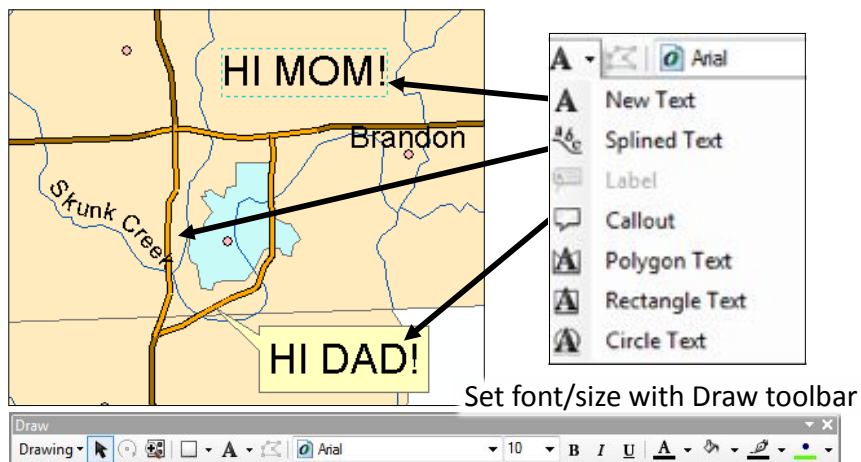 HI MOM!
Brandon
Skunk Creek
HI DAD!
A Arial
A New Text
Splined Text
Label
Callout
Polygon Text
Rectangle Text
Circle Text
Set font/size with Draw toolbar
Draw
Drawing A Arial 10 B I U A